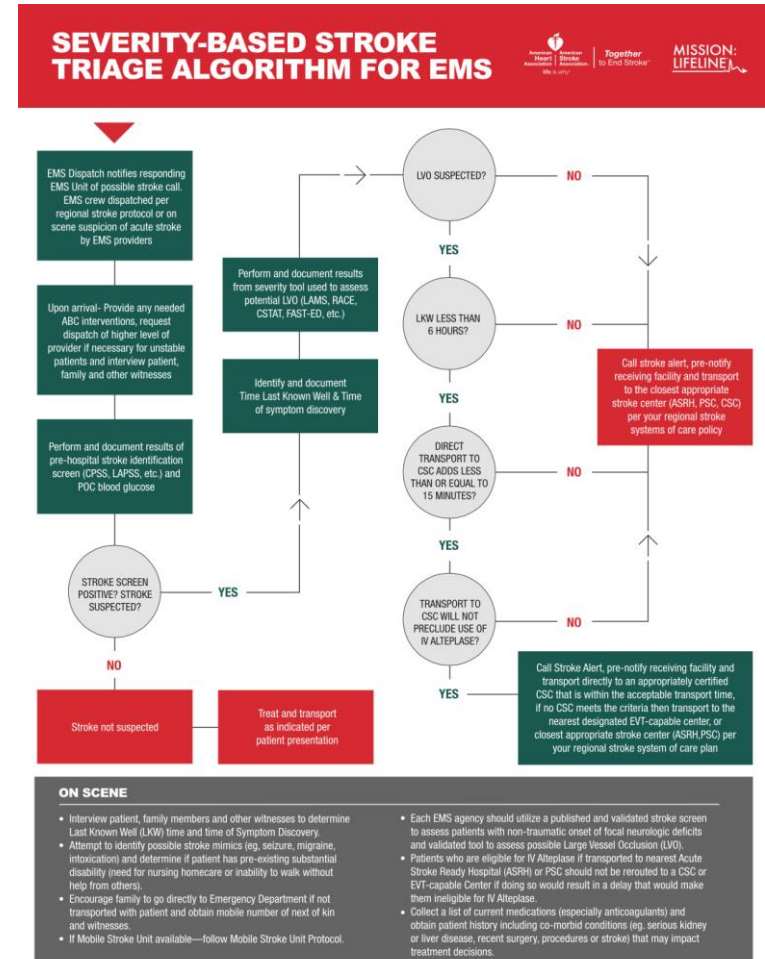 SEVERITY-BASED STROKE
TRIAGE ALGORITHM FOR EMS
American
Heart
Association
American
Stroke
Association
life is why
Together
to End Stroke™
MISSION:
LIFELINE
EMS Dispatch notifies responding
EMS Unit of possible stroke call.
EMS crew dispatched per
regional stroke protocol or on
scene suspicion of acute stroke
by EMS providers
Upon arrival- Provide any needed
ABC interventions, request
dispatch of higher level of
provider if necessary for unstable
patients and interview patient,
family and other witnesses
Perform and document results of
pre-hospital stroke identification
screen (CPSS, LAPSS, etc.) and
POC blood glucose
STROKE SCREEN
POSITIVE? STROKE
SUSPECTED?
YES
NO
Stroke not suspected
Treat and transport
as indicated per
patient presentation
Identify and document
Time Last Known Well & Time
of symptom discovery
Perform and document results
from severity tool used to assess
potential LVO (LAMS, RACE,
CSTAT, FAST-ED, etc.)
LVO SUSPECTED?
NO
YES
LKW LESS THAN
6 HOURS?
NO
YES
DIRECT
TRANSPORT TO
CSC ADDS LESS
THAN OR EQUAL TO
15 MINUTES?
NO
YES
TRANSPORT TO
CSC WILL NOT
PRECLUDE USE OF
IV ALTEPLASE?
NO
YES
Call stroke alert, pre-notify
receiving facility and transport
to the closest appropriate
stroke center (ASRH, PSC, CSC)
per your regional stroke
systems of care policy
Call Stroke Alert, pre-notify receiving facility and
transport directly to an appropriately certified
CSC that is within the acceptable transport time,
if no CSC meets the criteria then transport to the
nearest designated EVT-capable center, or
closest appropriate stroke center (ASRH,PSC) per
your regional stroke system of care plan
ON SCENE
• Interview patient, family members and other witnesses to determine
Last Known Well (LKW) time and time of Symptom Discovery.
• Attempt to identify possible stroke mimics (eg, seizure, migraine,
intoxication) and determine if patient has pre-existing substantial
disability (need for nursing homecare or inability to walk without
help from others).
• Encourage family to go directly to Emergency Department if not
transported with patient and obtain mobile number of next of kin
and witnesses.
• If Mobile Stroke Unit available—follow Mobile Stroke Unit Protocol.
• Each EMS agency should utilize a published and validated stroke screen
to assess patients with non-traumatic onset of focal neurologic deficits
and validated tool to assess possible Large Vessel Occlusion (LVO).
• Patients who are eligible for IV Alteplase if transported to nearest Acute
Stroke Ready Hospital (ASRH) or PSC should not be rerouted to a CSC or
EVT-capable Center if doing so would result in a delay that would make
them ineligible for IV Alteplase.
• Collect a list of current medications (especially anticoagulants) and
obtain patient history including co-morbid conditions (eg. serious kidney
or liver disease, recent surgery, procedures or stroke) that may impact
treatment decisions.